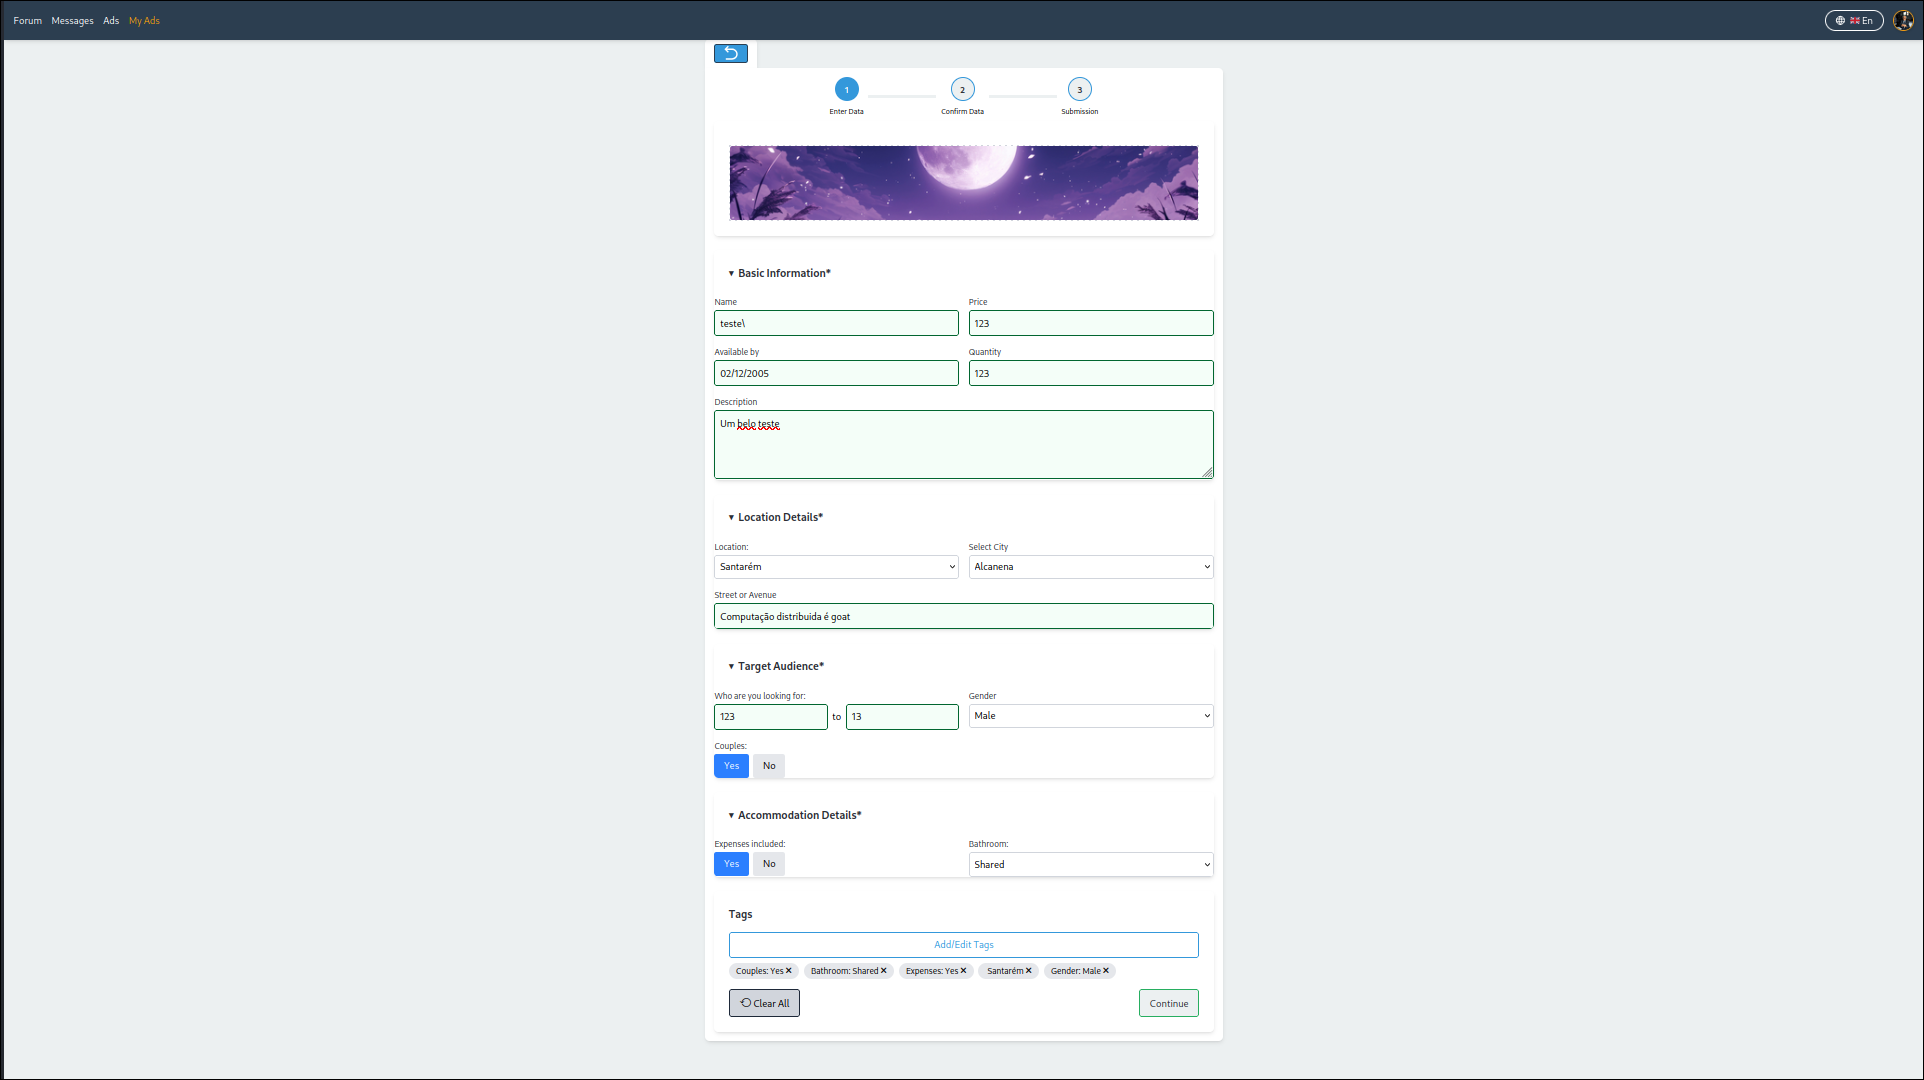 Forum Messages Ads My Ads En
1 2 3
Enter Data Confirm Data Submission
▾ Basic Information*
Name Price
teste\ 123
Available by Quantity
02/12/2005 123
Description
Um belo teste
▾ Location Details*
Location: Select City
Santarém Alcanena
Street or Avenue
Computação distribuida é goat
▾ Target Audience*
Who are you looking for: Gender
123 to 13 Male
Couples:
Yes No
▾ Accommodation Details*
Expenses included: Bathroom:
Yes No Shared
Tags
Add/Edit Tags
Couples: Yes ✕ Bathroom: Shared ✕ Expenses: Yes ✕ Santarém ✕ Gender: Male ✕
Clear All Continue